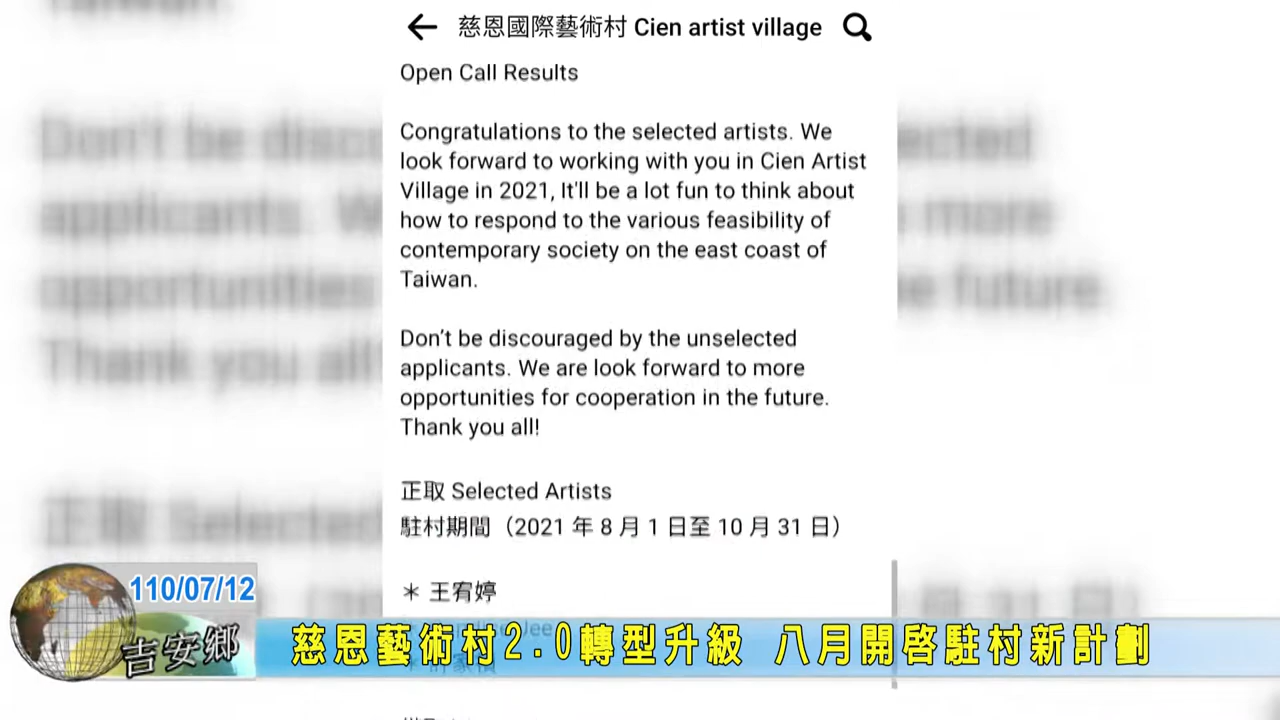 慈恩國際藝術村 Cien artist village
Open Call Results
Congratulations to the selected artists. We
look forward to working with you in Cien Artist
Village in 2021, It'll be a lot fun to think about
how to respond to the various feasibility of
contemporary society on the east coast of
Taiwan.
Don’t be discouraged by the unselected
applicants. We are look forward to more
opportunities for cooperation in the future.
Thank you all!
正取 Selected Artists
駐村期間（2021 年 8 月 1 日至 10 月 31 日）
＊ 王宥婷
110/07/12
吉安鄉
慈恩藝術村2.0轉型升級 八月開啓駐村新計劃